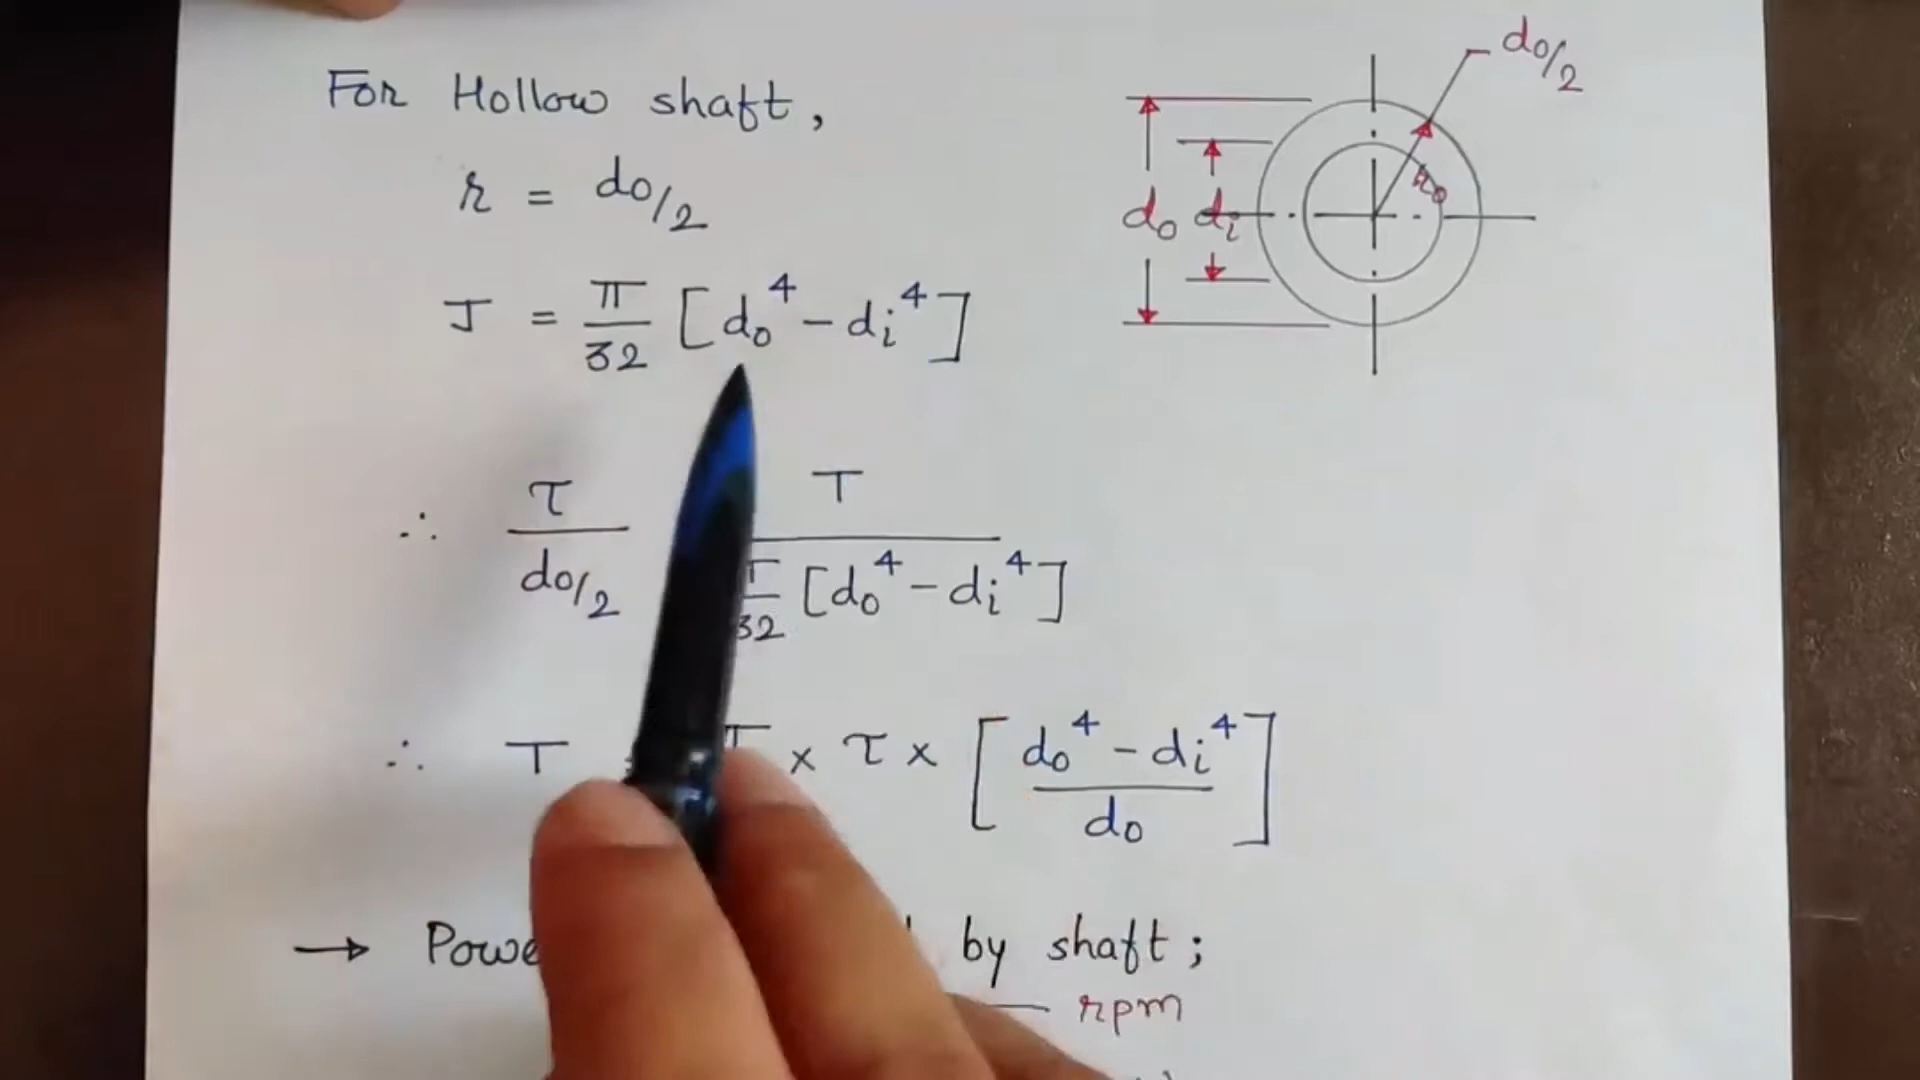 For Hollow shaft,
r = do/2
J = π/32 [do⁴ - di⁴]
∴ τ/(do/2) T/(32 [do⁴ - di⁴])
∴ T × τ × [(do⁴ - di⁴)/do]
→ by shaft;
rpm
do/2
ro
do di